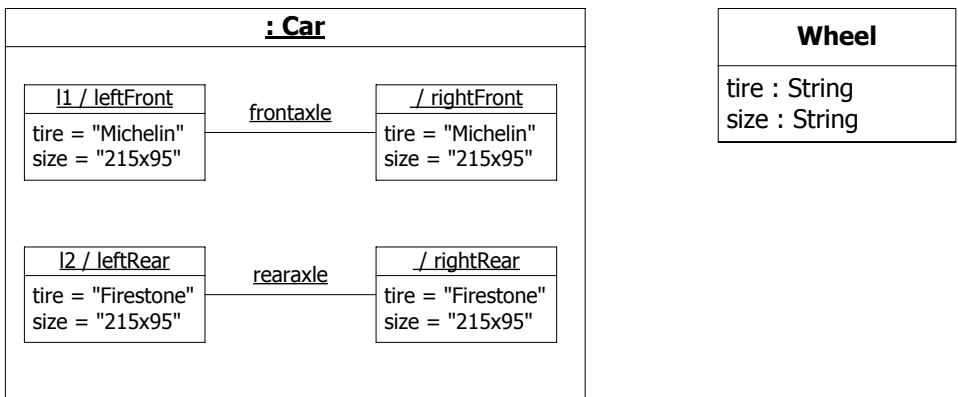 : Car
l1 / leftFront
frontaxle
/ rightFront
tire = "Michelin"
size = "215x95"
tire = "Michelin"
size = "215x95"
l2 / leftRear
rearaxle
/ rightRear
tire = "Firestone"
size = "215x95"
tire = "Firestone"
size = "215x95"
Wheel
tire : String
size : String